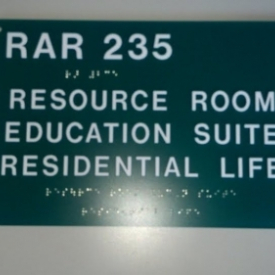 RAR 235
RESOURCE ROOM
EDUCATION SUITE
RESIDENTIAL LIFE